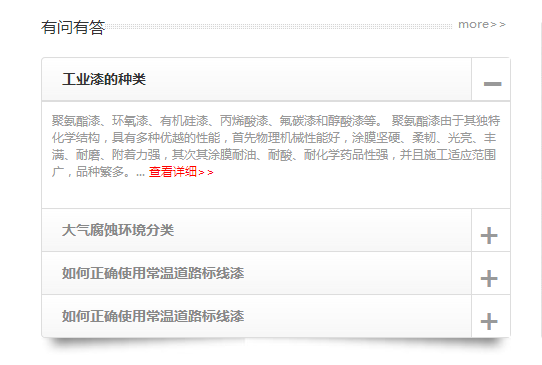 有问有答
more>>
工业漆的种类
聚氨酯漆、环氧漆、有机硅漆、丙烯酸漆、氟碳漆和醇酸漆等。 聚氨酯漆由于其独特
化学结构，具有多种优越的性能，首先物理机械性能好，涂膜坚硬、柔韧、光亮、丰
满、耐磨、附着力强，其次其涂膜耐油、耐酸、耐化学药品性强，并且施工适应范围
广，品种繁多。... 查看详细>>
大气腐蚀环境分类
如何正确使用常温道路标线漆
如何正确使用常温道路标线漆